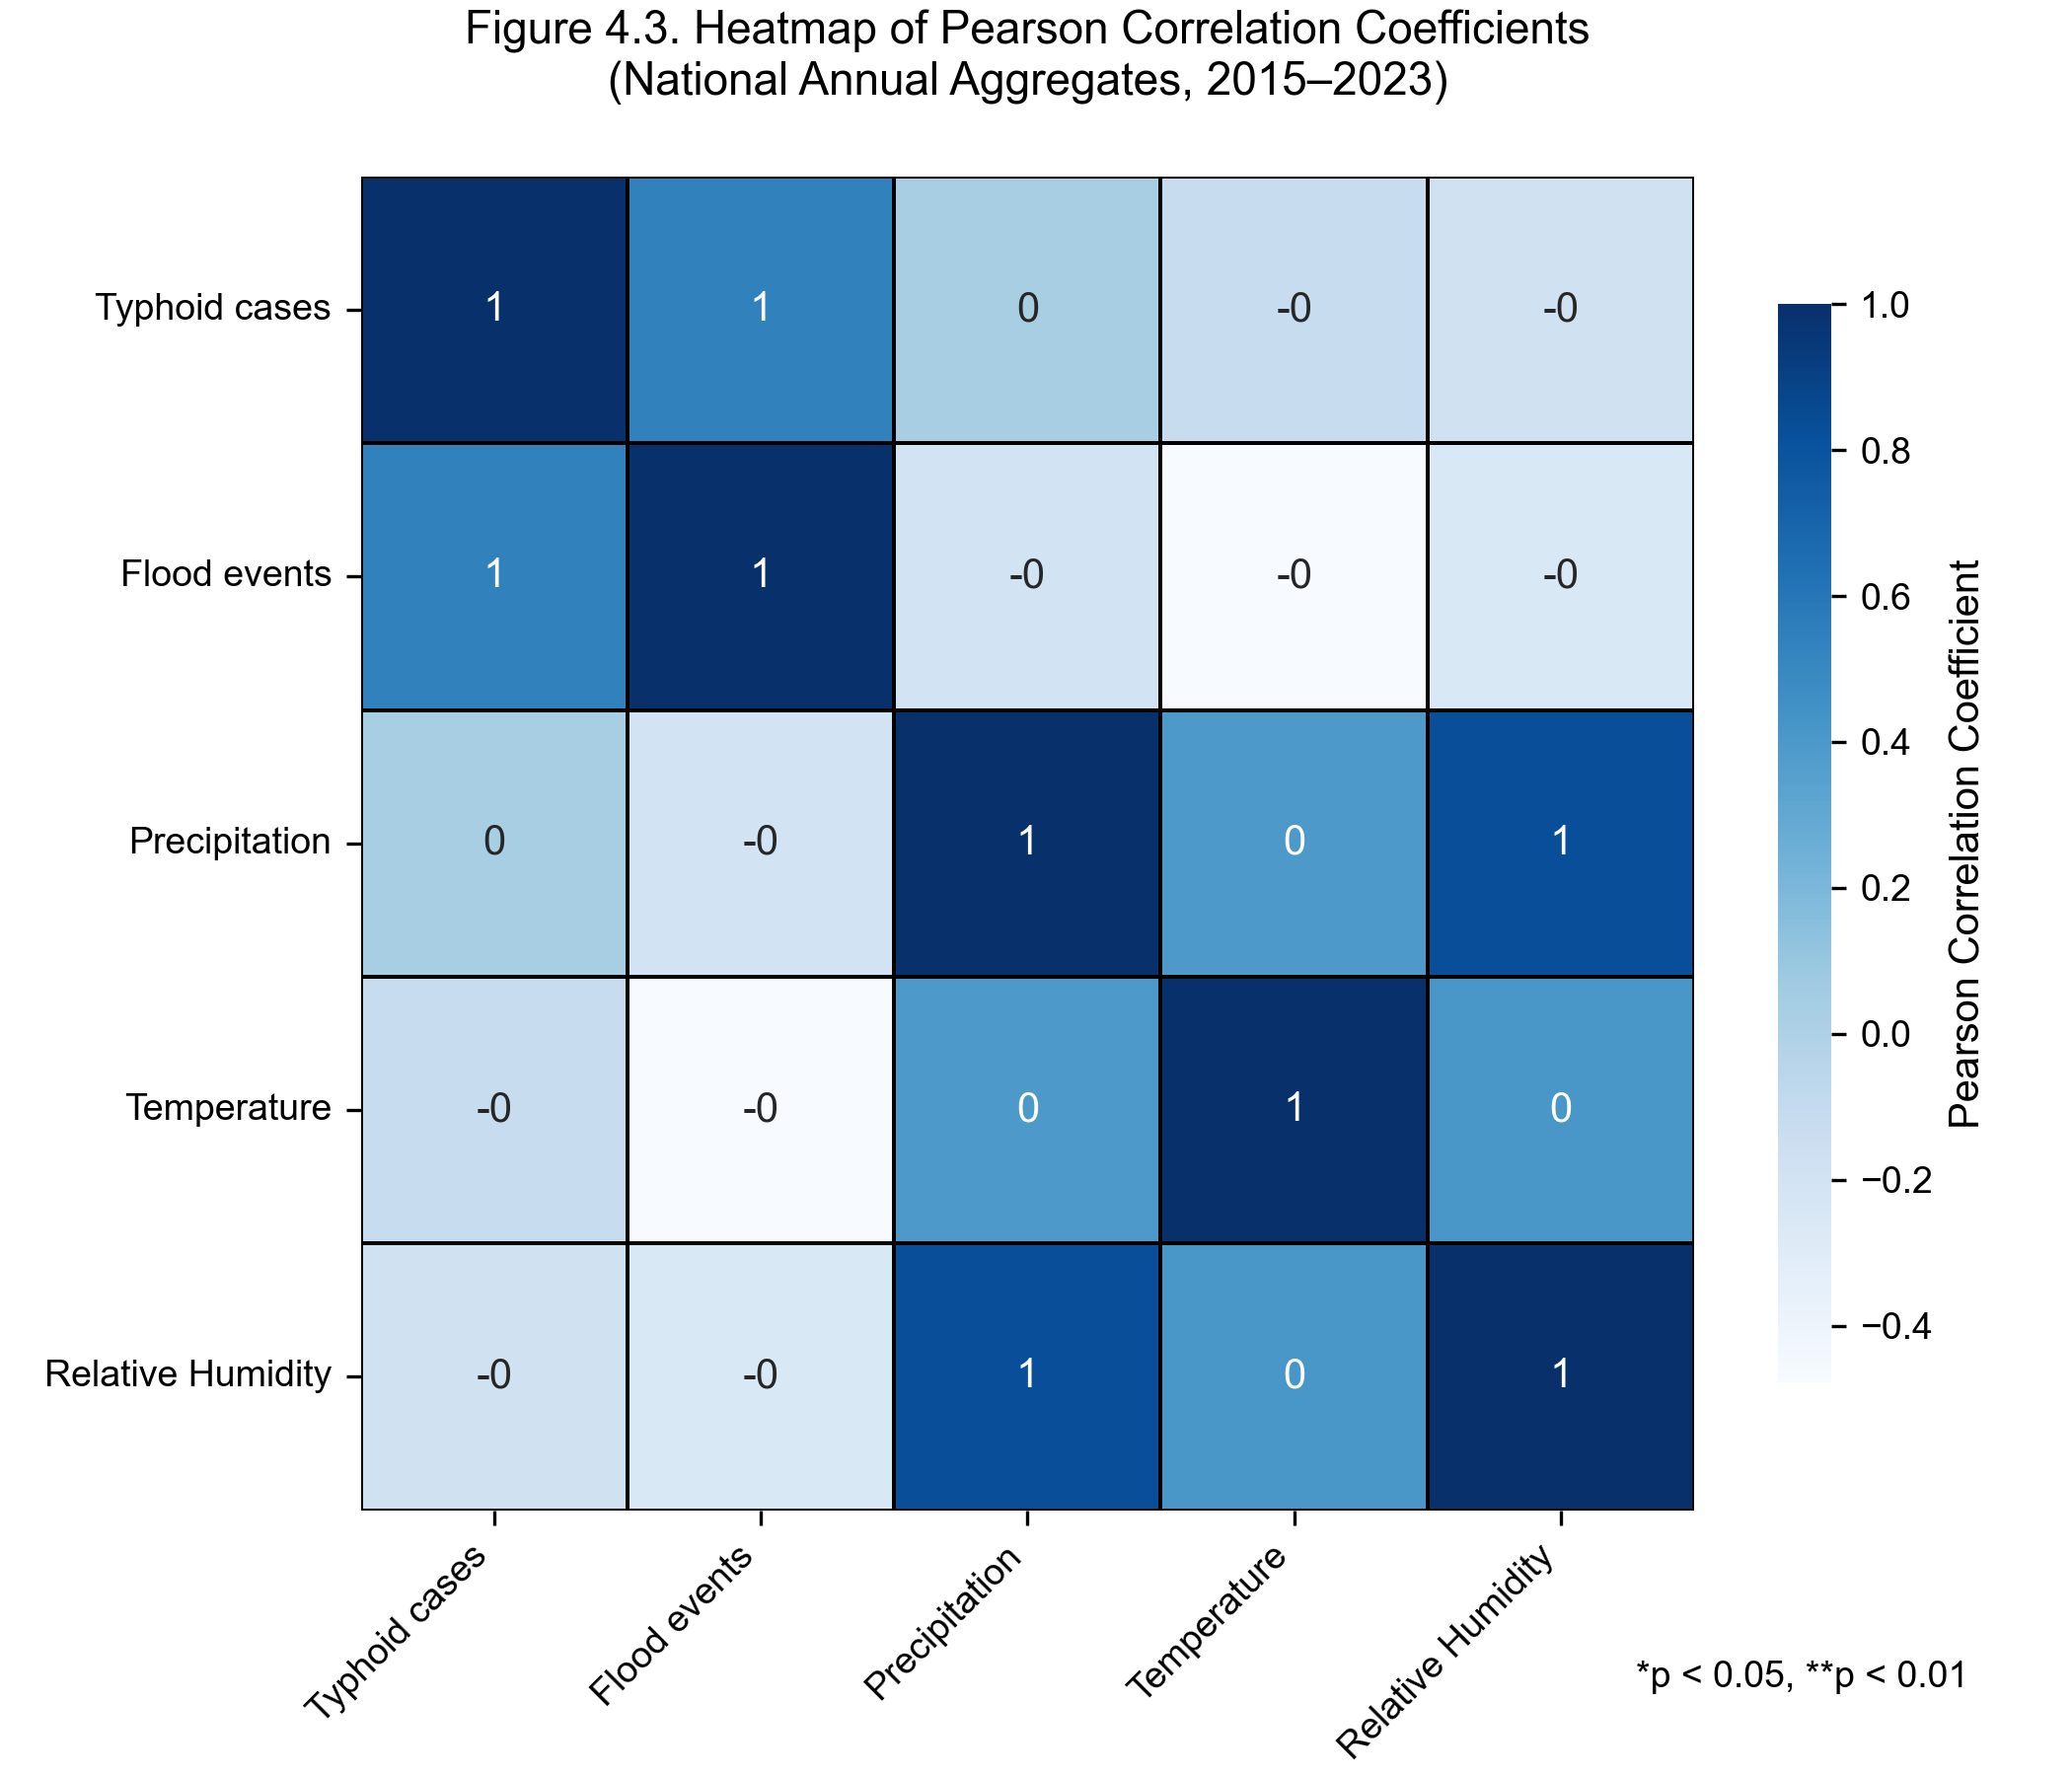 Figure 4.3. Heatmap of Pearson Correlation Coefficients
(National Annual Aggregates, 2015–2023)
Typhoid cases 1 1 0 -0 -0
Flood events 1 1 -0 -0 -0
Precipitation 0 -0 1 0 1
Temperature -0 -0 0 1 0
Relative Humidity -0 -0 1 0 1
Typhoid cases
Flood events
Precipitation
Temperature
Relative Humidity
1.0
0.8
0.6
0.4
0.2
0.0
−0.2
−0.4
Pearson Correlation Coefficient
*p < 0.05, **p < 0.01